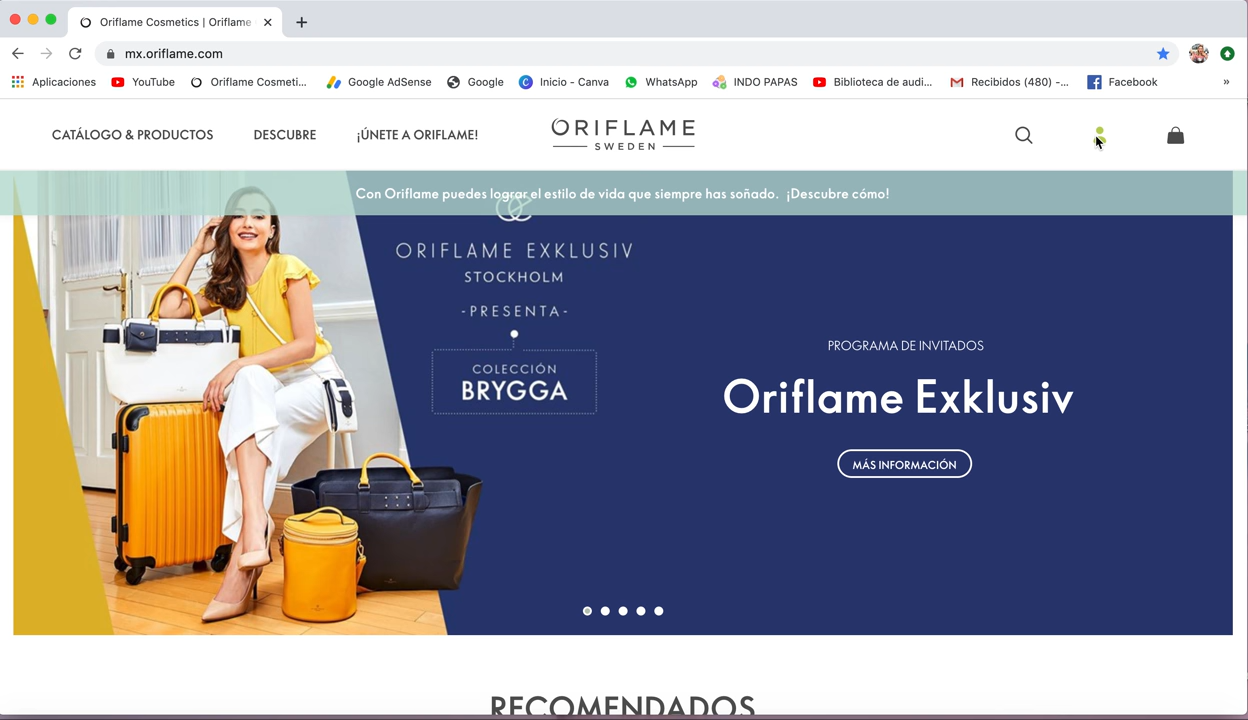 Oriflame Cosmetics | Oriflame
mx.oriflame.com
Aplicaciones YouTube Oriflame Cosmeti... Google AdSense Google Inicio - Canva WhatsApp INDO PAPAS Biblioteca de audi... Recibidos (480) -... Facebook »
CATÁLOGO & PRODUCTOS DESCUBRE ¡ÚNETE A ORIFLAME!
ORIFLAME
SWEDEN
Con Oriflame puedes lograr el estilo de vida que siempre has soñado. ¡Descubre cómo!
ORIFLAME EXKLUSIV
STOCKHOLM
-PRESENTA-
COLECCIÓN
BRYGGA
PROGRAMA DE INVITADOS
Oriflame Exklusiv
MÁS INFORMACIÓN
RECOMENDADOS